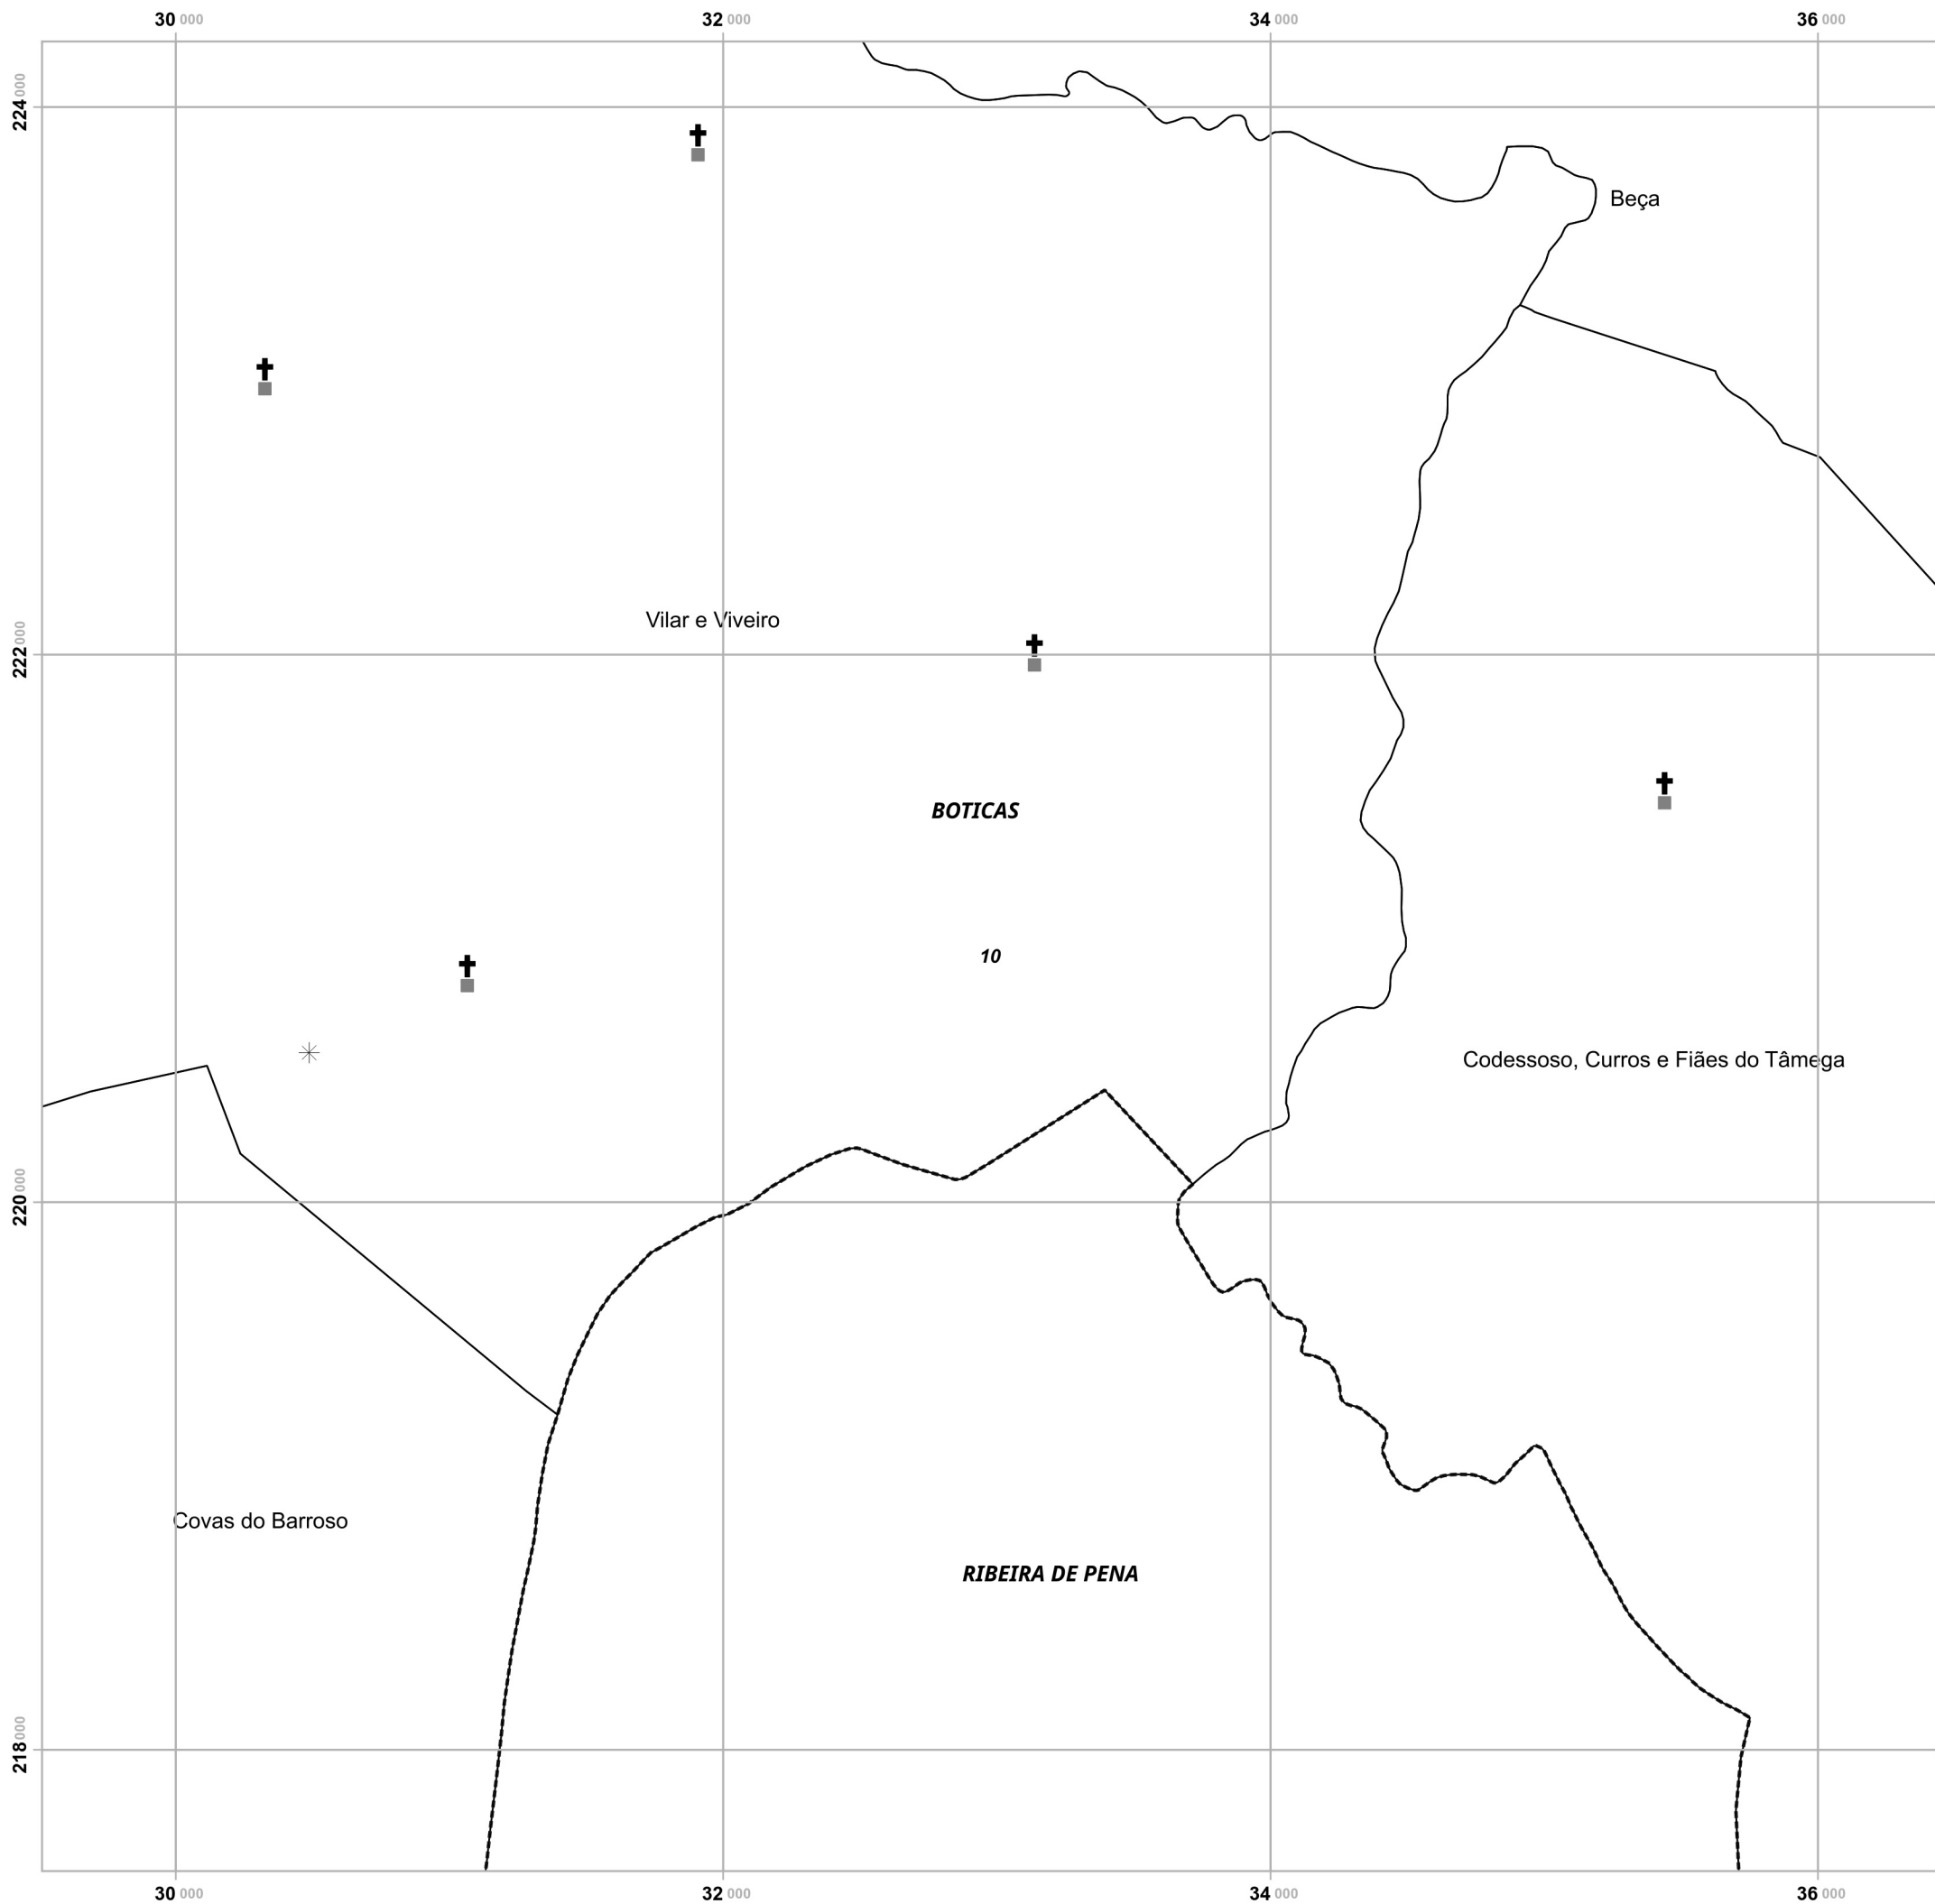 30 000 32 000 34 000 36 000
224 000
Beça
Vilar e Viveiro
222 000
BOTICAS
10
Codessoso, Curros e Fiães do Tâmega
220 000
Covas do Barroso
RIBEIRA DE PENA
218 000
30 000 32 000 34 000 36 000